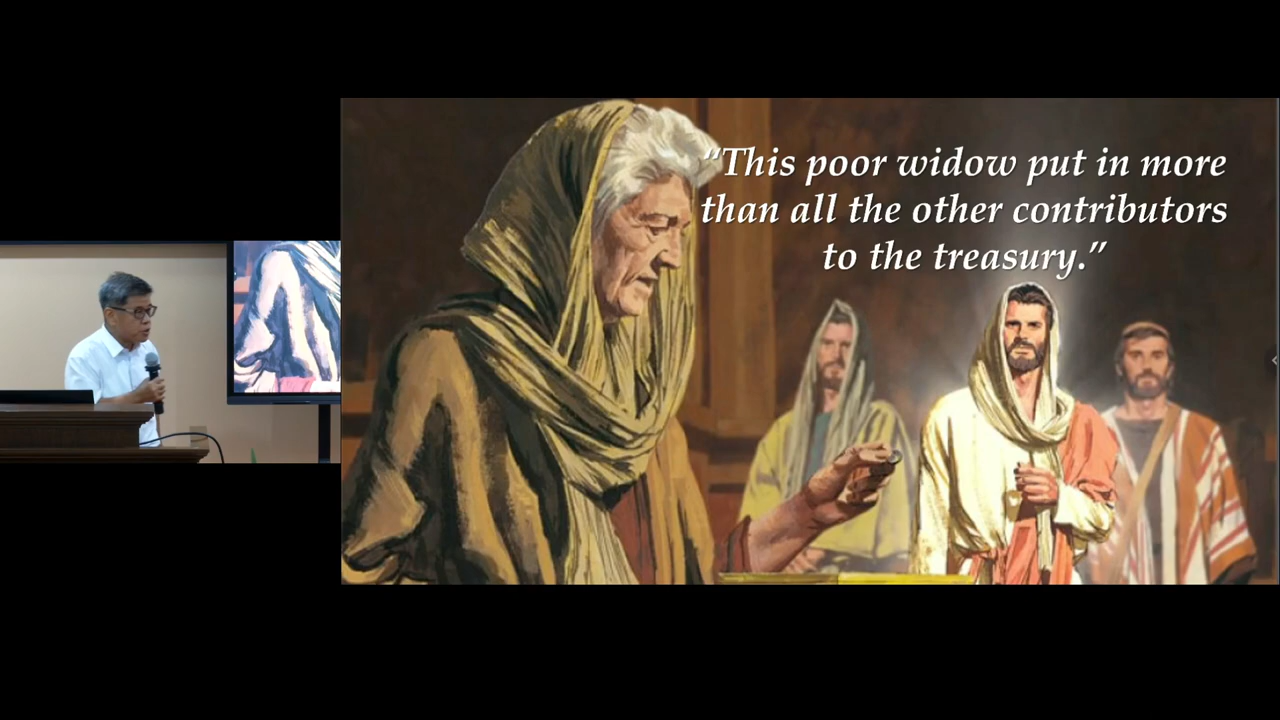 “This poor widow put in more
than all the other contributors
to the treasury.”